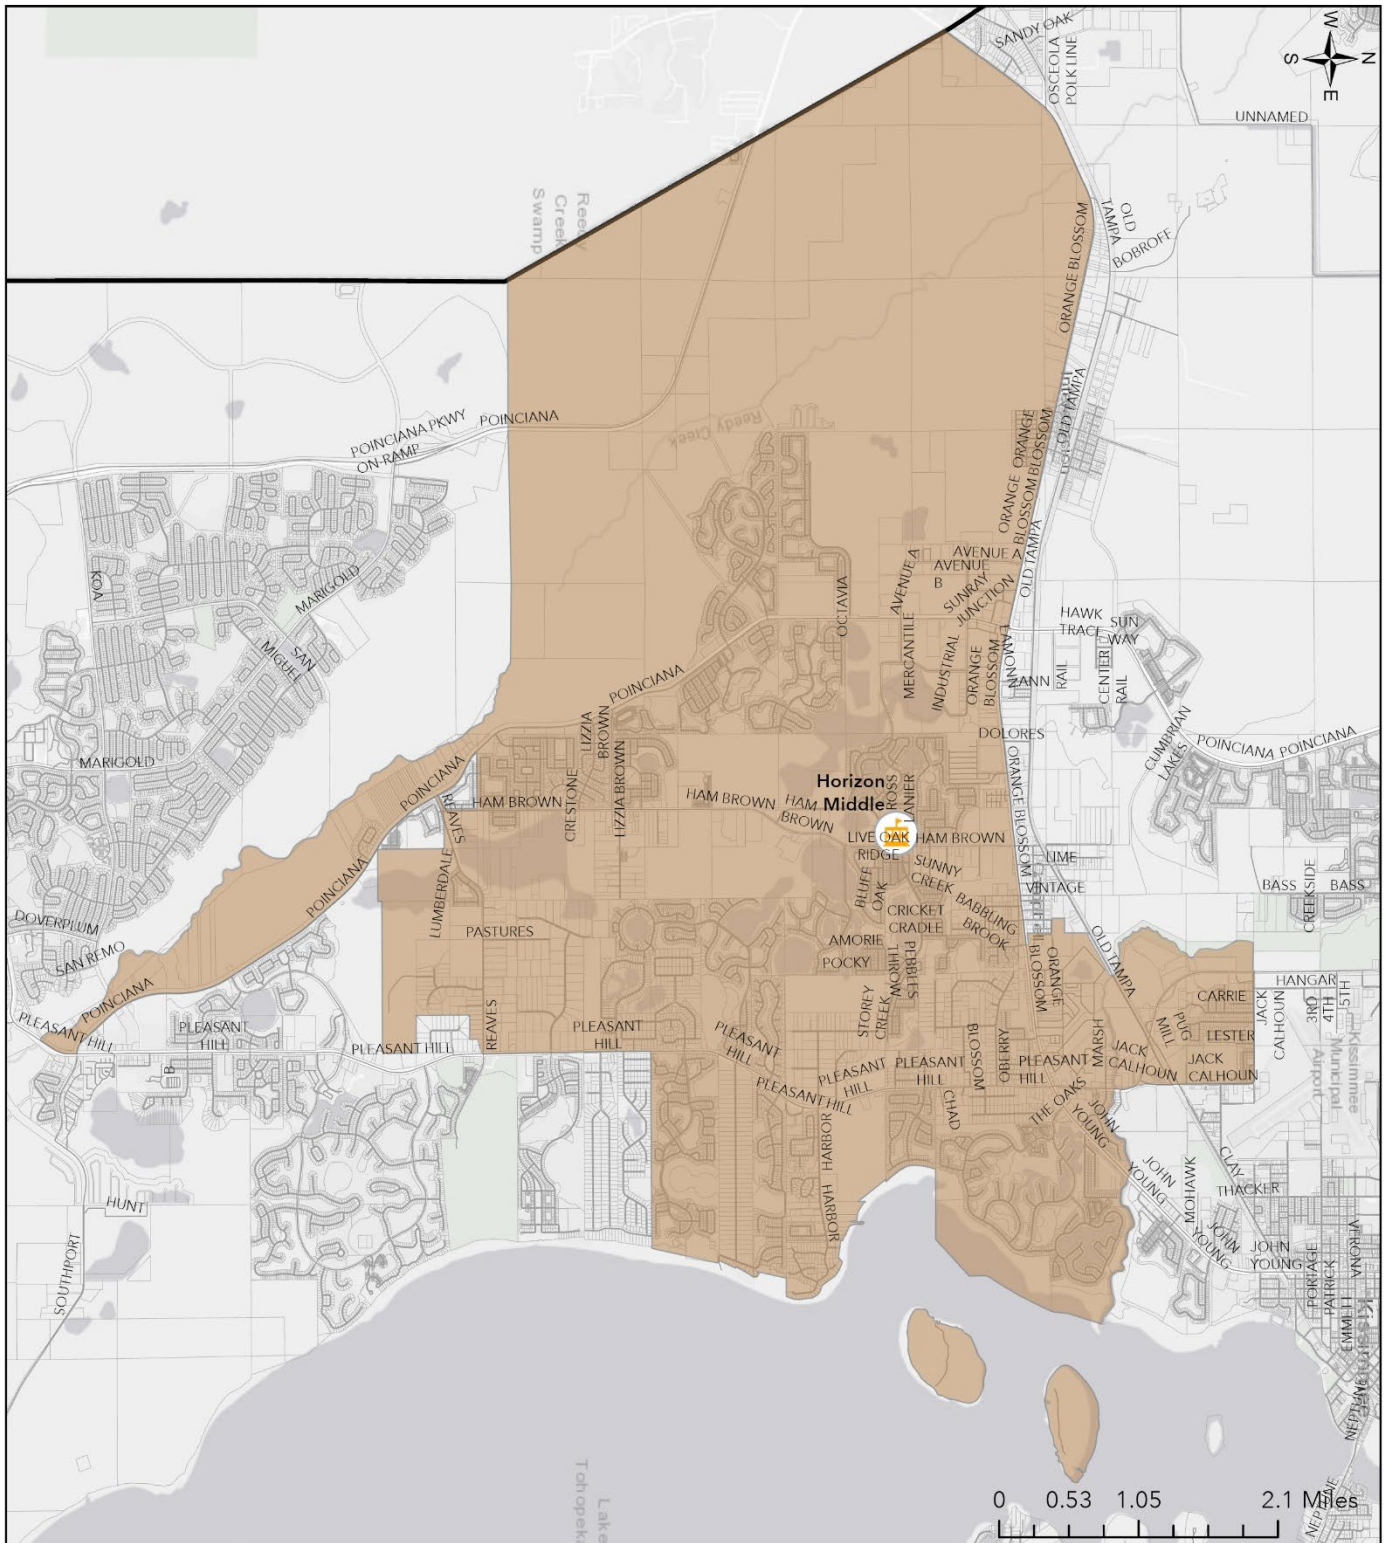 W
N
S
E
SANDY OAK
OSCEOLA
POLK LINE
UNNAMED
Reedy
Creek
Swamp
OLD
TAMPA
BOBROFF
ORANGE BLOSSOM
OLD TAMPA
POINCIANA PKWY
ON-RAMP
POINCIANA
Reedy Creek
ORANGE
BLOSSOM
ORANGE
BLOSSOM
OLD TAMPA
AVENUE A
AVENUE
B
AVENUE A
SUNRAY
JUNCTION
KOA
MARIGOLD
SAN
MIGUEL
OCTAVIA
MERCANTILE
INDUSTRIAL
ORANGE
BLOSSOM
HAWK
TRACE
SUN
WAY
ZANN
RAIL
CENTER
RAIL
POINCIANA
LIZZIA
BROWN
LIZZIA BROWN
CRESTONE
DOLORES
ORANGE BLOSSOM
CUMBRIAN
LAKES
POINCIANA
POINCIANA
MARIGOLD
POINCIANA
REAVES
HAM BROWN
HAM BROWN
HAM
BROWN
Horizon
Middle
ROSS
LANIER
LIVE OAK
RIDGE
HAM BROWN
LIME
VINTAGE
BLUFF
OAK
SUNNY
CREEK
BABBLING
BROOK
CRICKET
CRADLE
BASS
BASS
CREEKSIDE
POINCIANA
LUMBERDALE
PASTURES
AMORIE
POCKY
PEBBLES
THROW
STOREY
CREEK
DOVERPLUM
SAN REMO
POINCIANA
PLEASANT HILL
PLEASANT
HILL
PLEASANT HILL
REAVES
PLEASANT
HILL
PLEASANT
HILL
PLEASANT HILL
PLEASANT
HILL
PLEASANT
HILL
BLOSSOM
OBERRY
PLEASANT
HILL
ORANGE
BLOSSOM
OLD TAMPA
MARSH
JACK
CALHOUN
PUG
MILL
CARRIE
LESTER
JACK
CALHOUN
JACK
CALHOUN
HANGAR
3RD
4TH
5TH
Kissimmee
Municipal
Airport
B
CHAD
THE OAKS
JOHN
YOUNG
JOHN
YOUNG
MOHAWK
CLAY
THACKER
JOHN
YOUNG
JOHN
YOUNG
HARBOR
HARBOR
HUNT
SOUTHPORT
PORTAGE
PATRICK
EMMETT
VERONA
Kissimmee
NEPTUNE
NEPTUNE
Lake
0
0.53
1.05
2.1 Miles